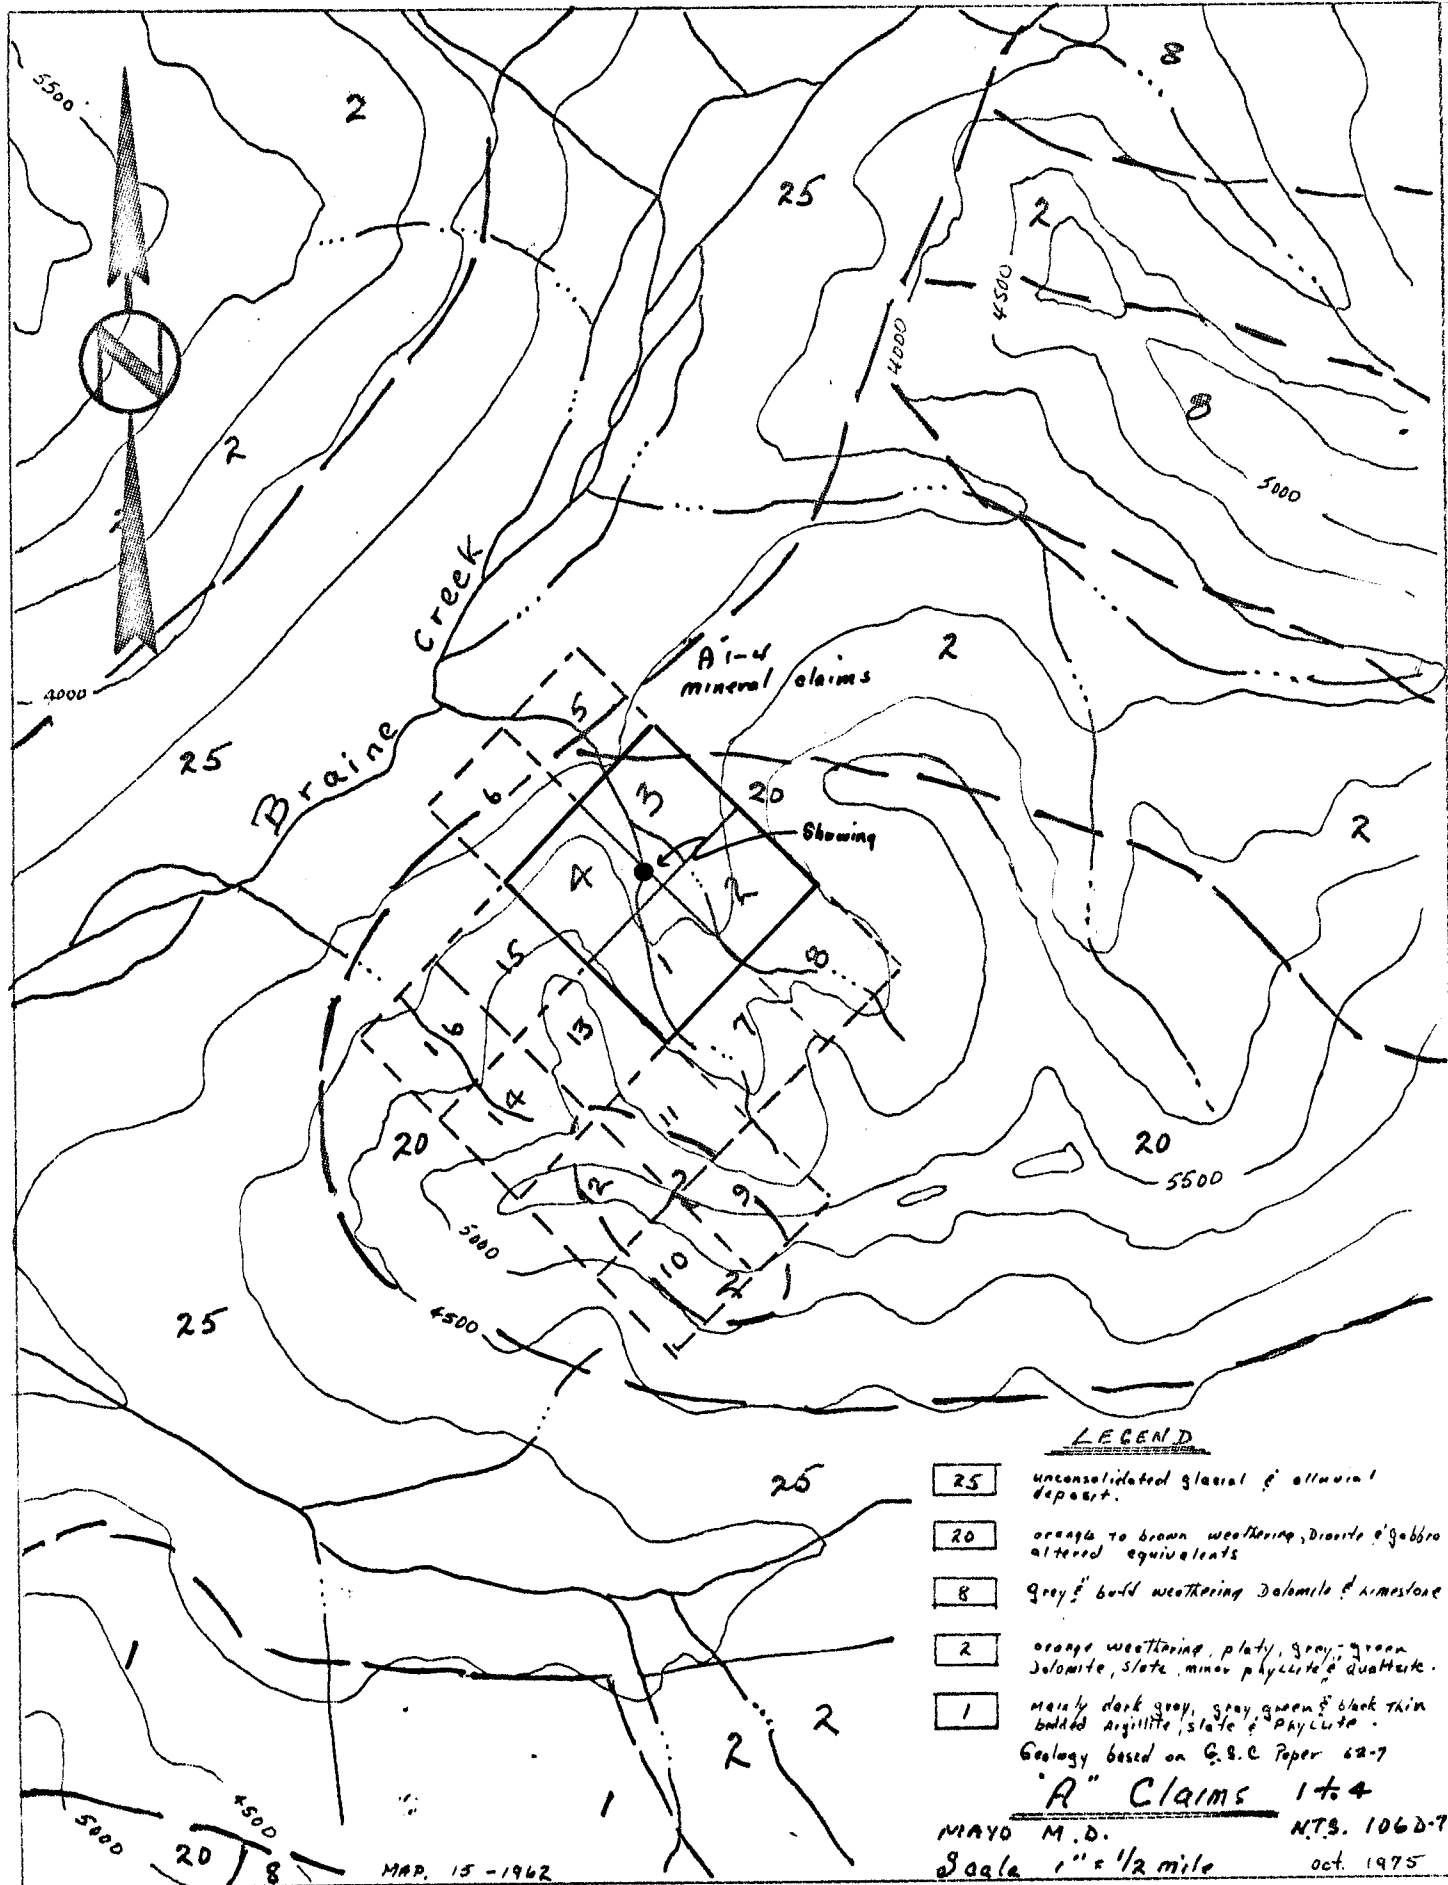 5500'
2
8
25
2
4500
4000
N
2
8
5000
Creek
"A" 1-4
mineral claims
2
4000
5
25
Braine
6
3
20
Showing
2
4
2
15
1
8
16
13
7
14
11
20
20
5500
12
9
5000
10
2
1
25
4500
LEGEND
25
25 unconsolidated glacial & alluvial
deposit.
20 orange to brown weathering, Diorite & gabbro
altered equivalents
8 grey & buff weathering Dolomite & Limestone
2 orange weathering, platy, grey-green
Dolomite, slate, minor phyllite & quartzite.
1 mainly dark grey, grey green & black thin
bedded Argillite, slate & Phyllite.
Geology based on G.S.C Paper 62-7
1
2
2
1
"A" Claims 1 to 4
4500
5000
MAYO M.D. N.T.S. 106D-7
20
8
MAP. 15-1962
Scale 1" = 1/2 mile oct. 1975